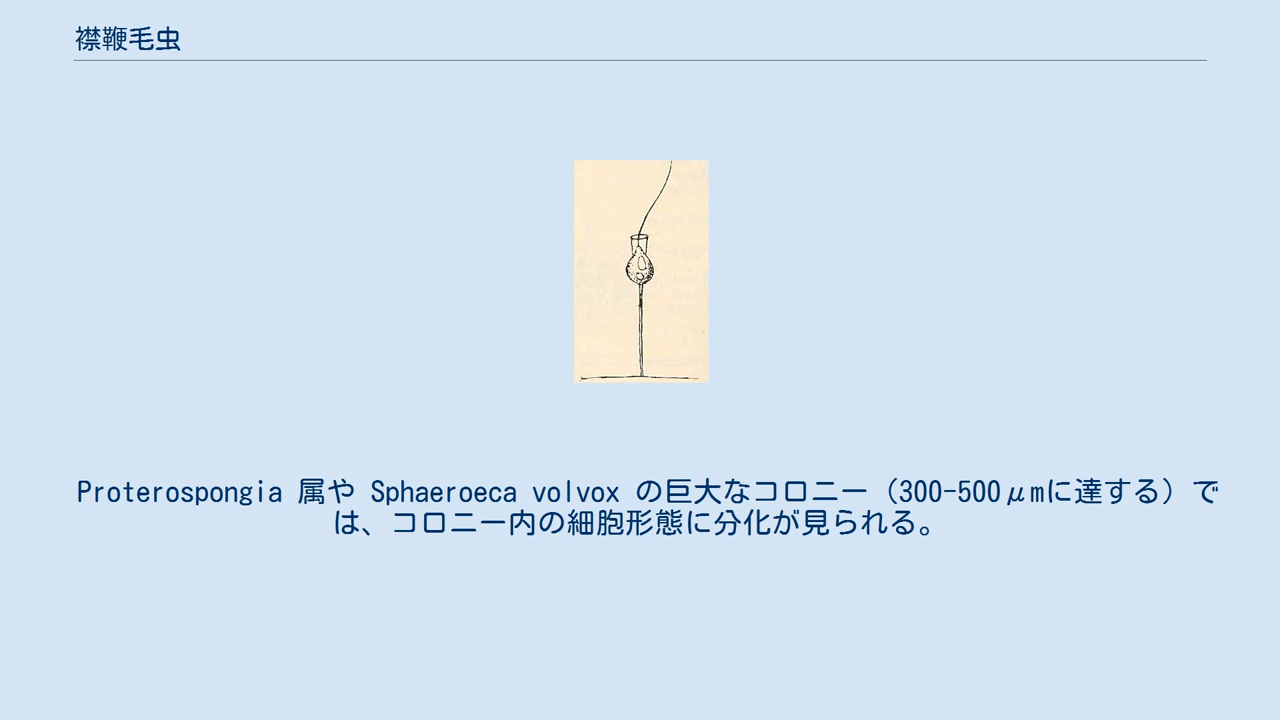 襟鞭毛虫
Proterospongia 属や Sphaeroeca volvox の巨大なコロニー（300-500μmに達する）で
は、コロニー内の細胞形態に分化が見られる。